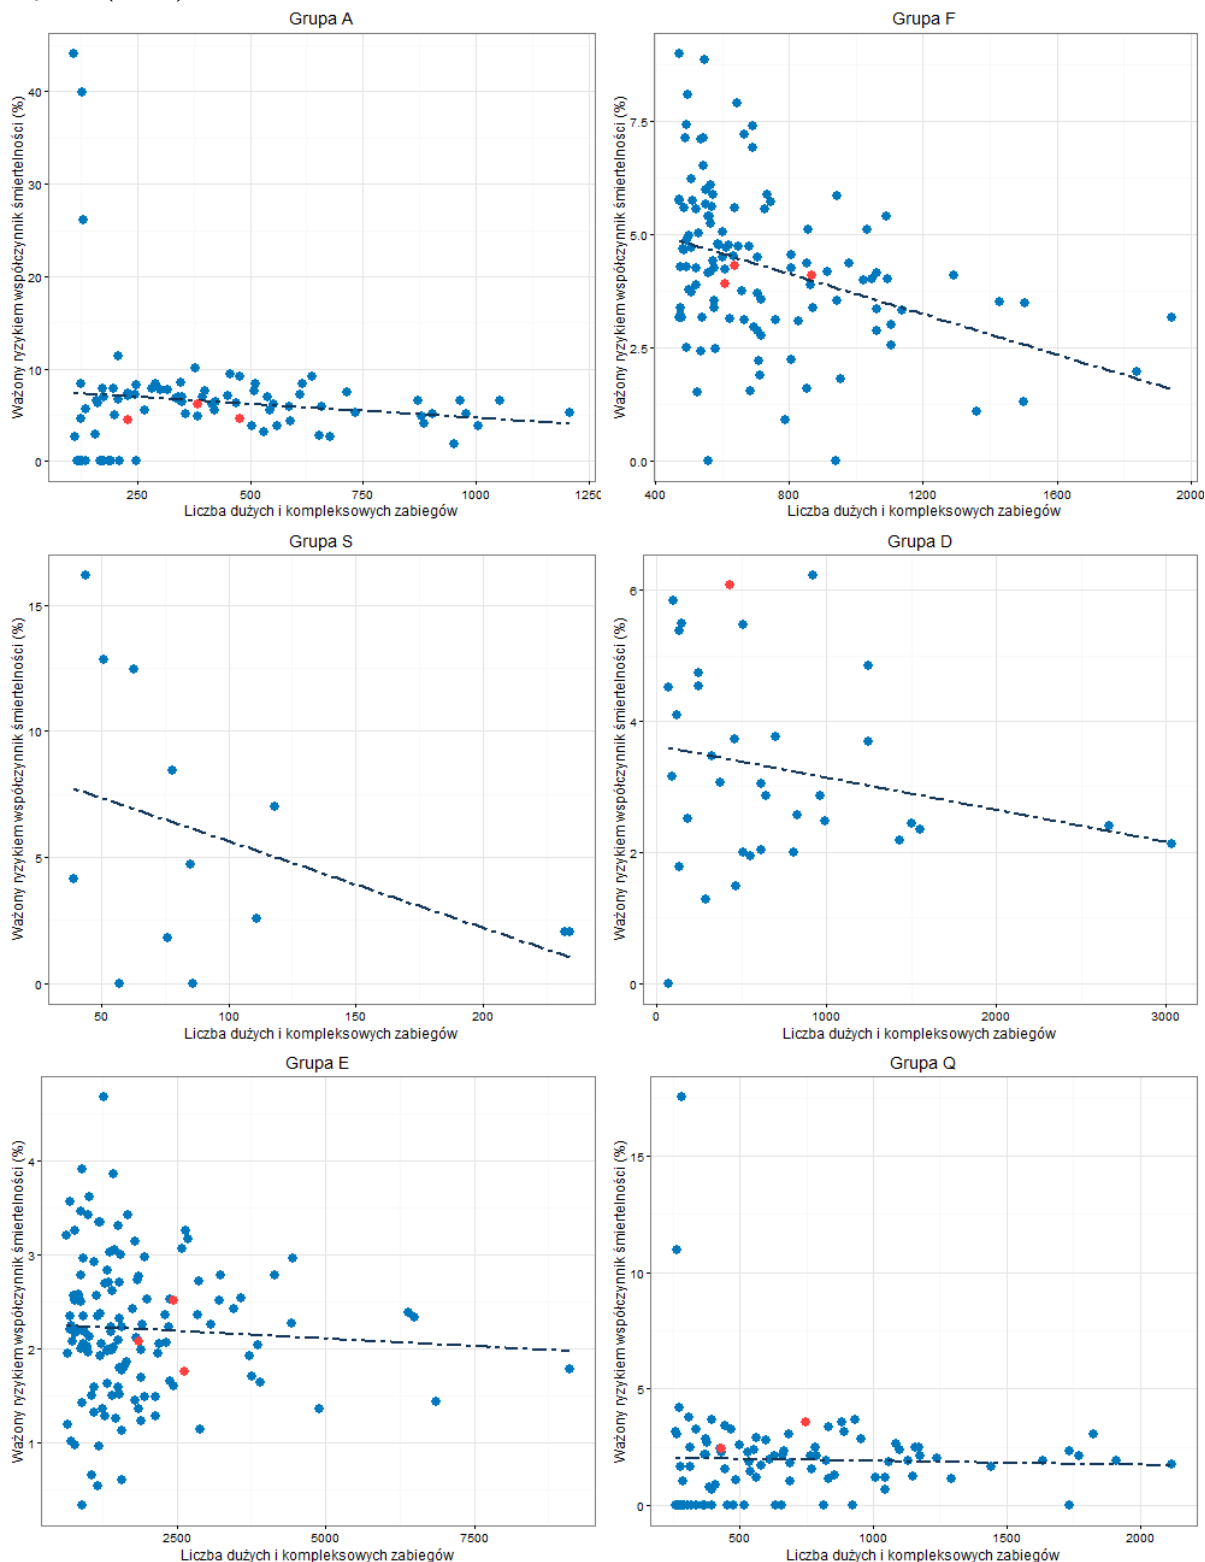 Grupa A
Ważony ryzykiem współczynnik śmiertelności (%)
40
30
20
10
0
250
500
750
1000
1250
Liczba dużych i kompleksowych zabiegów
Grupa F
Ważony ryzykiem współczynnik śmiertelności (%)
7.5
5.0
2.5
0.0
400
800
1200
1600
2000
Liczba dużych i kompleksowych zabiegów
Grupa S
Ważony ryzykiem współczynnik śmiertelności (%)
15
10
5
0
50
100
150
200
Liczba dużych i kompleksowych zabiegów
Grupa D
Ważony ryzykiem współczynnik śmiertelności (%)
6
4
2
0
0
1000
2000
3000
Liczba dużych i kompleksowych zabiegów
Grupa E
Ważony ryzykiem współczynnik śmiertelności (%)
4
3
2
1
2500
5000
7500
Liczba dużych i kompleksowych zabiegów
Grupa Q
Ważony ryzykiem współczynnik śmiertelności (%)
15
10
5
0
500
1000
1500
2000
Liczba dużych i kompleksowych zabiegów